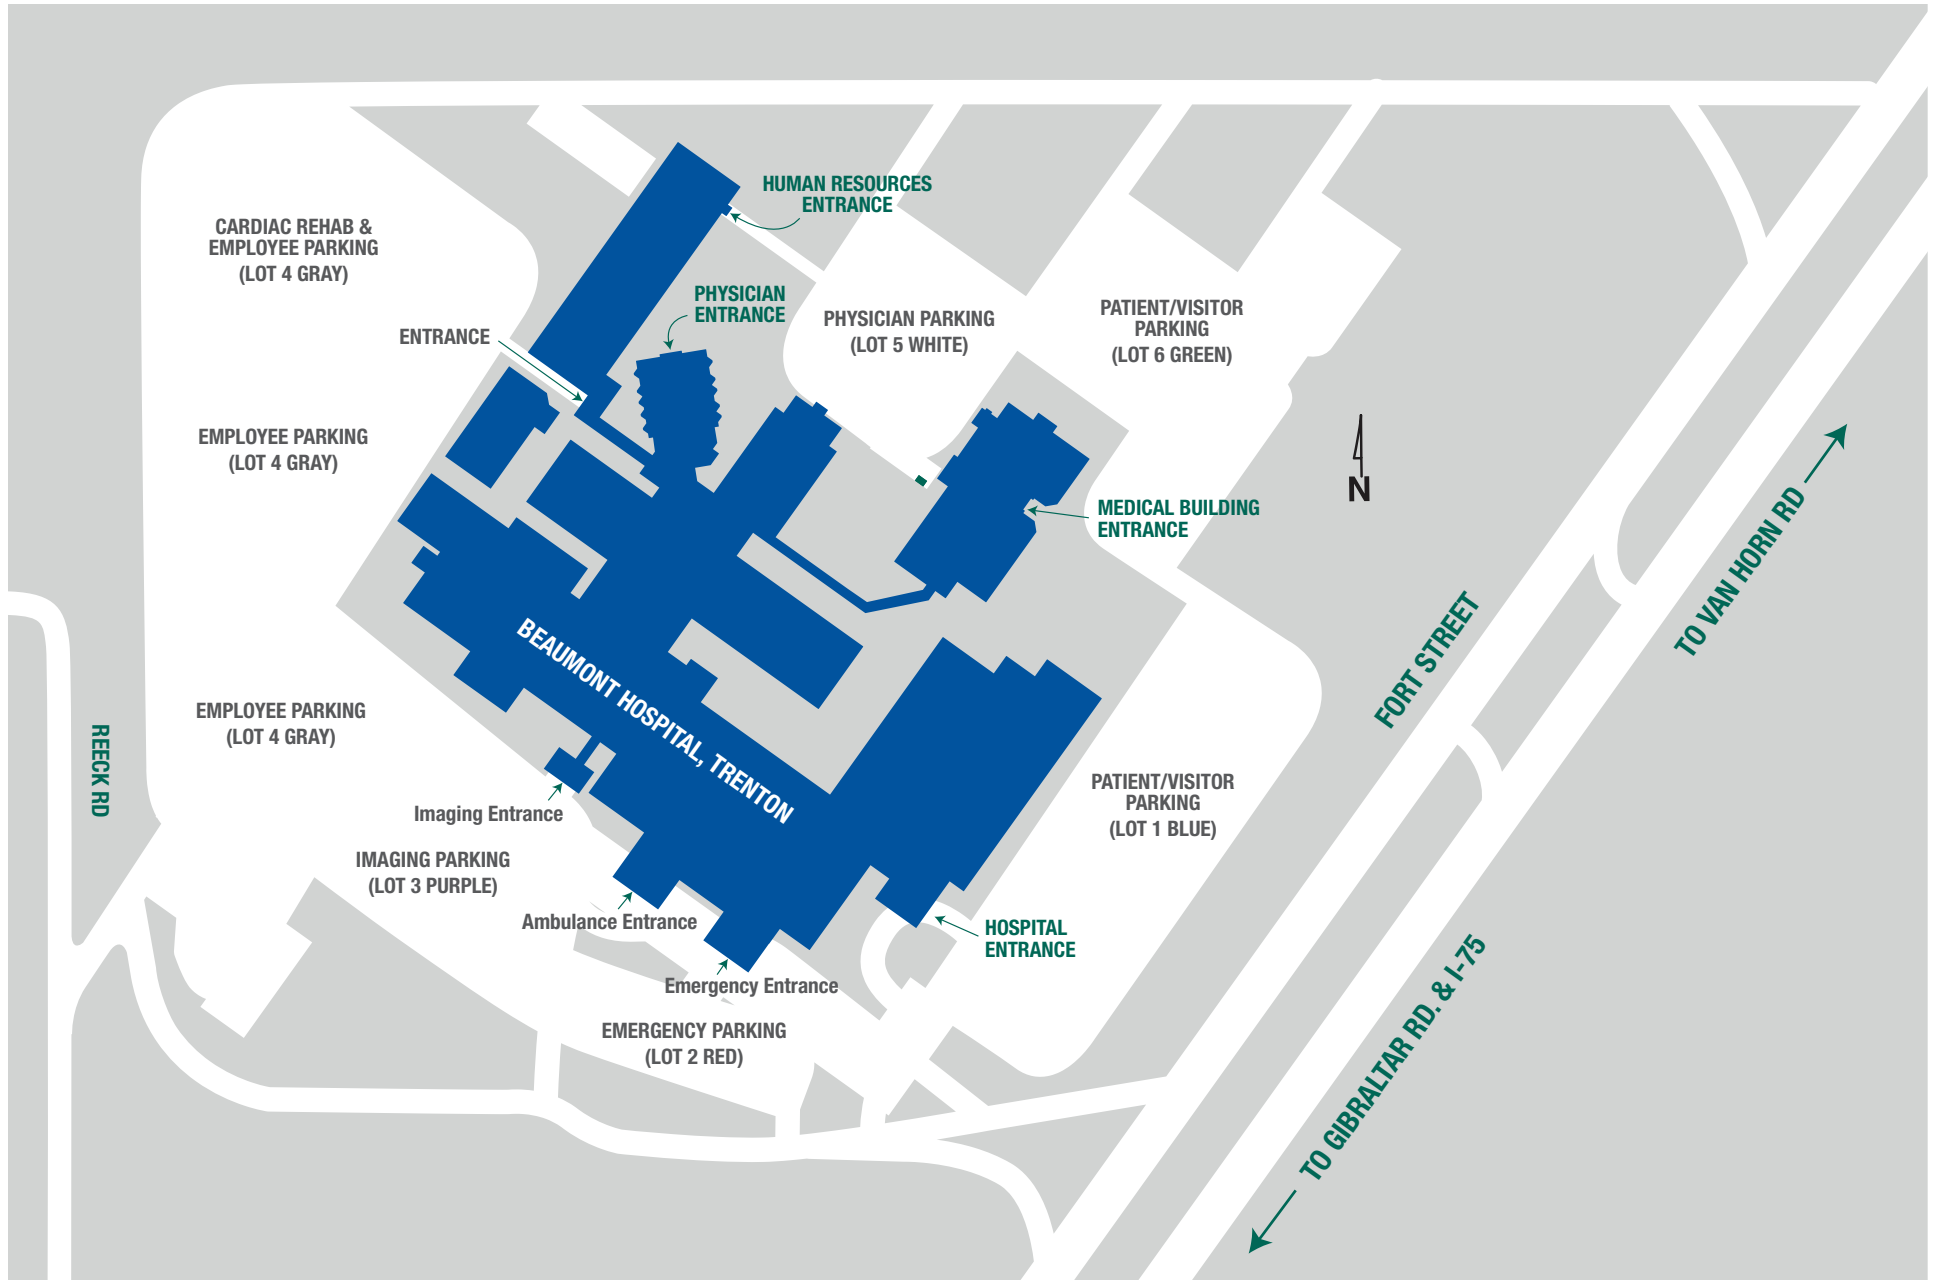 HUMAN RESOURCES
ENTRANCE
CARDIAC REHAB &
EMPLOYEE PARKING
(LOT 4 GRAY)
PHYSICIAN
ENTRANCE
ENTRANCE
PHYSICIAN PARKING
(LOT 5 WHITE)
PATIENT/VISITOR
PARKING
(LOT 6 GREEN)
EMPLOYEE PARKING
(LOT 4 GRAY)
N
MEDICAL BUILDING
ENTRANCE
TO VAN HORN RD
FORT STREET
BEAUMONT HOSPITAL, TRENTON
EMPLOYEE PARKING
(LOT 4 GRAY)
REECK RD
PATIENT/VISITOR
PARKING
(LOT 1 BLUE)
Imaging Entrance
IMAGING PARKING
(LOT 3 PURPLE)
Ambulance Entrance
HOSPITAL
ENTRANCE
Emergency Entrance
EMERGENCY PARKING
(LOT 2 RED)
TO GIBRALTAR RD. & I-75